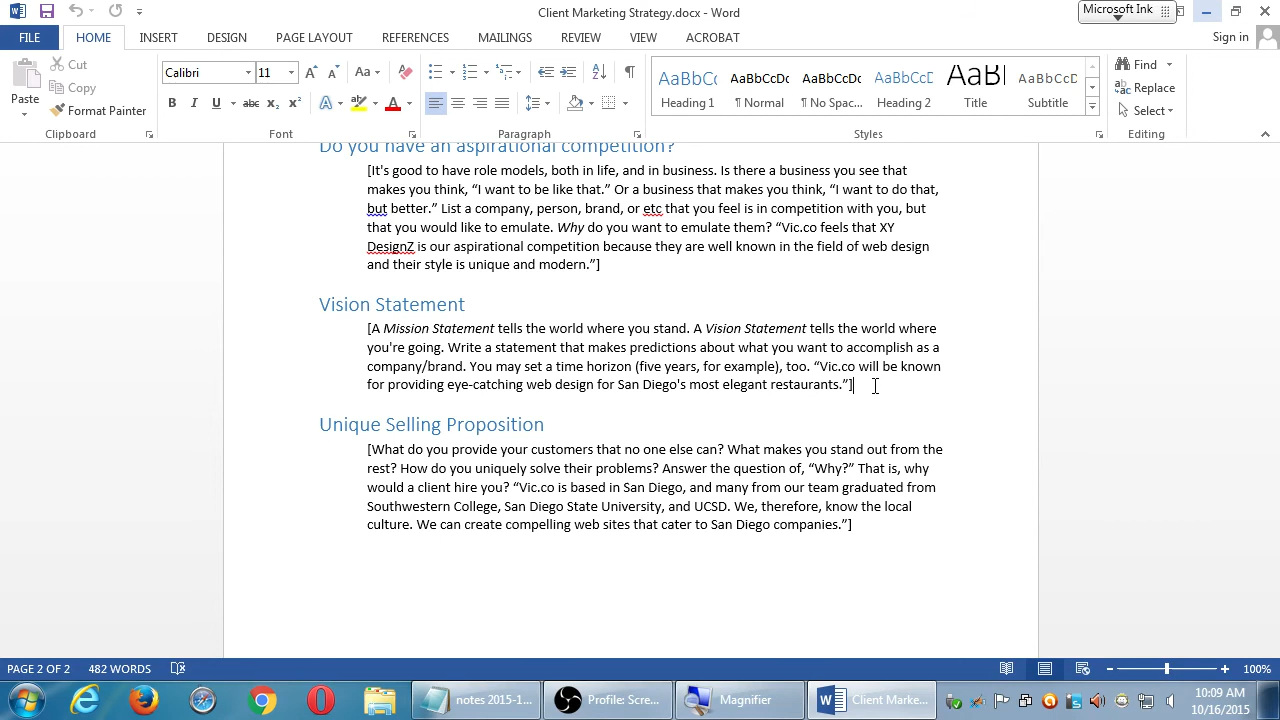 Client Marketing Strategy.docx - Word
Microsoft Ink
FILE HOME INSERT DESIGN PAGE LAYOUT REFERENCES MAILINGS REVIEW VIEW ACROBAT Sign in
Paste
Cut
Copy
Format Painter
Clipboard
Calibri 11
Font
Paragraph
AaBbCc AaBbCcDc AaBbCcDc AaBbCcD AaB AaBbCcD
Heading 1 ¶ Normal ¶ No Spac... Heading 2 Title Subtitle
Styles
Find
Replace
Select
Editing
Do you have an aspirational competition?
[It's good to have role models, both in life, and in business. Is there a business you see that
makes you think, “I want to be like that.” Or a business that makes you think, “I want to do that,
but better.” List a company, person, brand, or etc that you feel is in competition with you, but
that you would like to emulate. Why do you want to emulate them? “Vic.co feels that XY
DesignZ is our aspirational competition because they are well known in the field of web design
and their style is unique and modern.”]
Vision Statement
[A Mission Statement tells the world where you stand. A Vision Statement tells the world where
you're going. Write a statement that makes predictions about what you want to accomplish as a
company/brand. You may set a time horizon (five years, for example), too. “Vic.co will be known
for providing eye-catching web design for San Diego's most elegant restaurants.”]
Unique Selling Proposition
[What do you provide your customers that no one else can? What makes you stand out from the
rest? How do you uniquely solve their problems? Answer the question of, “Why?” That is, why
would a client hire you? “Vic.co is based in San Diego, and many from our team graduated from
Southwestern College, San Diego State University, and UCSD. We, therefore, know the local
culture. We can create compelling web sites that cater to San Diego companies.”]
PAGE 2 OF 2 482 WORDS 100%
notes 2015-1... Profile: Scre... Magnifier Client Marke...
10:09 AM
10/16/2015